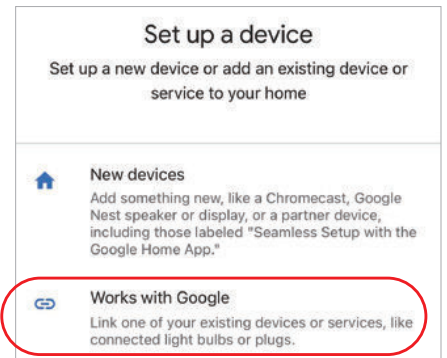 Set up a device
Set up a new device or add an existing device or
service to your home
New devices
Add something new, like a Chromecast, Google
Nest speaker or display, or a partner device,
including those labeled "Seamless Setup with the
Google Home App."
Works with Google
Link one of your existing devices or services, like
connected light bulbs or plugs.